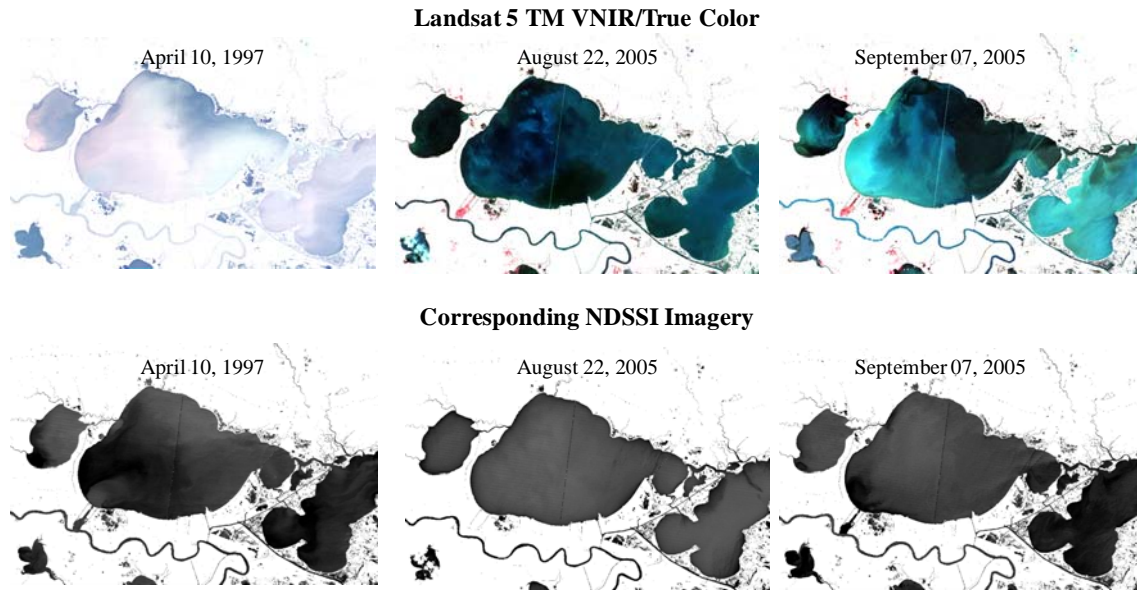 Landsat 5 TM VNIR/True Color
April 10, 1997
August 22, 2005
September 07, 2005
Corresponding NDSSI Imagery
April 10, 1997
August 22, 2005
September 07, 2005